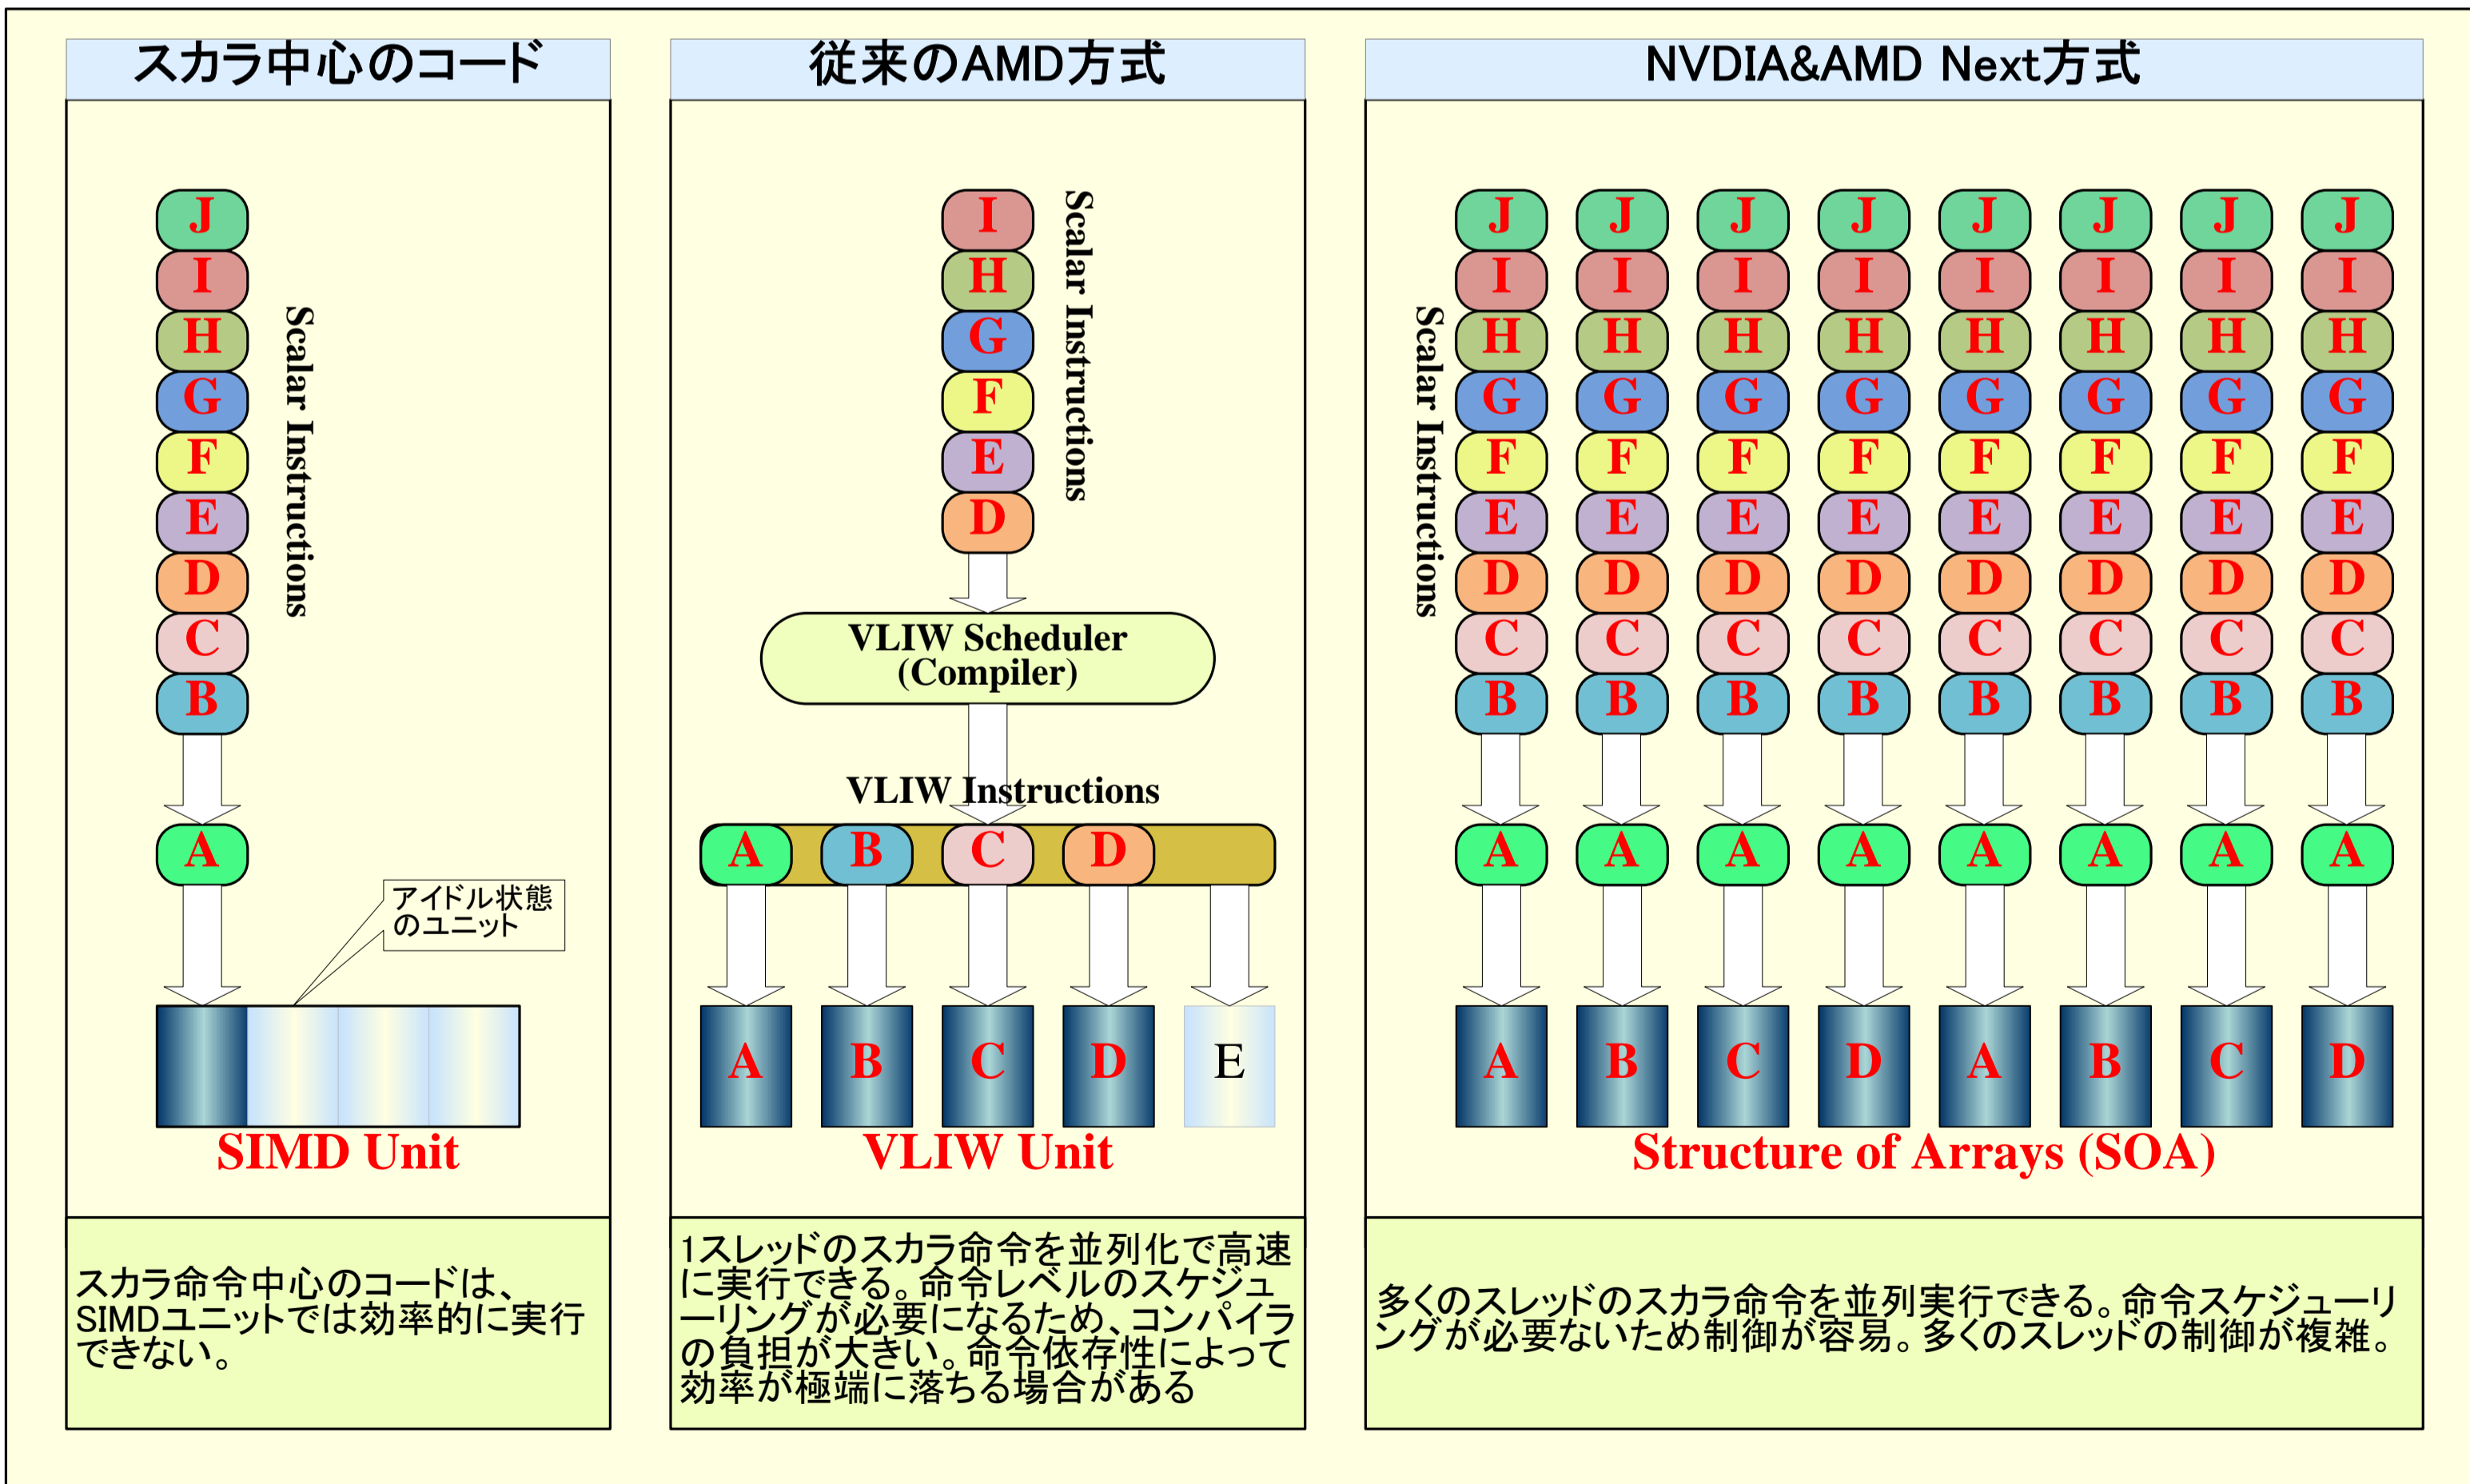 スカラ中心のコード
J
I
H
G
F
E
D
C
B
Scalar Instructions
A
アイドル状態
のユニット
SIMD Unit
スカラ命令中心のコードは、
SIMDユニットでは効率的に実行
できない。
従来のAMD方式
I
H
G
F
E
D
Scalar Instructions
VLIW Scheduler
(Compiler)
VLIW Instructions
A B C D
A B C D E
VLIW Unit
1スレッドのスカラ命令を並列化で高速
に実行できる。命令レベルのスケジュ
ーリングが必要になるため、コンパイラ
の負担が大きい。命令依存性によって
効率が極端に落ちる場合がある
NVDIA&AMD Next方式
J J J J J J J J
I I I I I I I I
H H H H H H H H
G G G G G G G G
F F F F F F F F
E E E E E E E E
D D D D D D D D
C C C C C C C C
B B B B B B B B
Scalar Instructions
A A A A A A A A
A B C D A B C D
Structure of Arrays (SOA)
多くのスレッドのスカラ命令を並列実行できる。命令スケジューリ
ングが必要ないため制御が容易。多くのスレッドの制御が複雑。